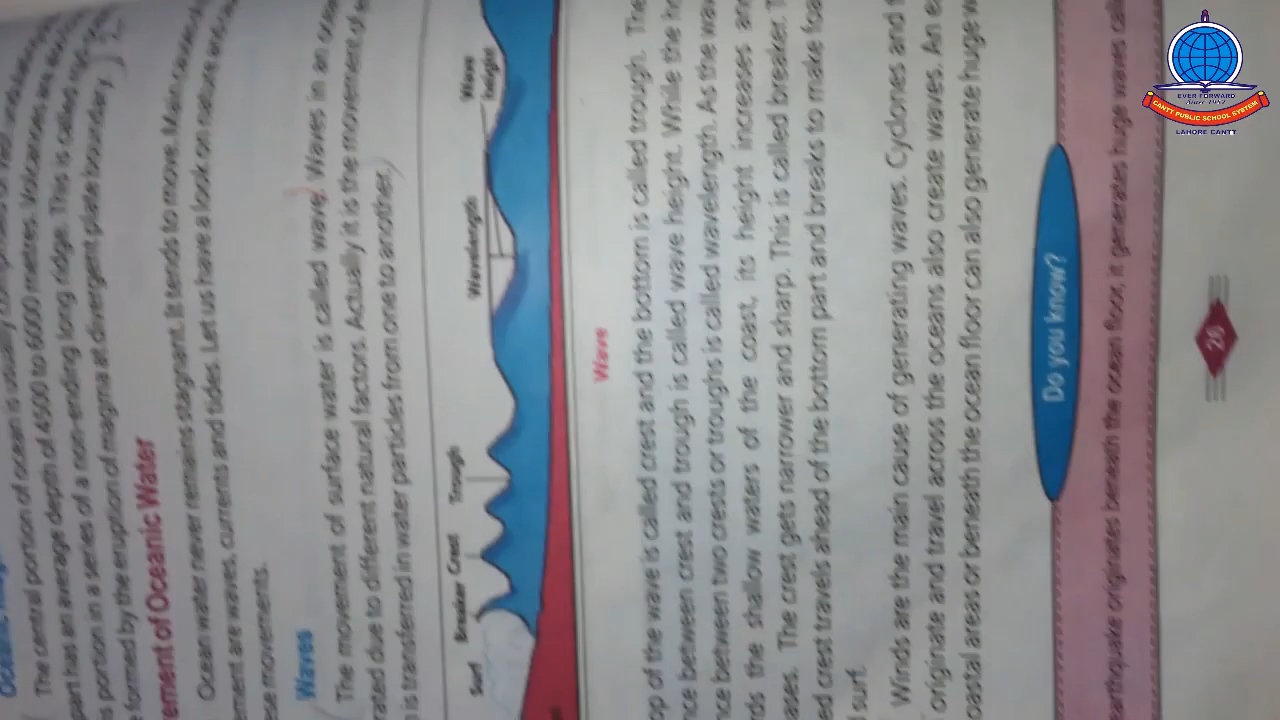 The central portion of ocean is usually
part has an average depth of 4500 to 6000 metres. Volcanoes are
s portion in a series of a non-ending long ridge. This is called
formed by the eruption of magma at divergent plate boundary.
ement of Oceanic Water
Ocean water never remains stagnant. It tends to move. Main causes of
ement are waves, currents and tides. Let us have a look on nature and
ese movements.
Waves
The movement of surface water is called wave. Waves in an
rated due to different natural factors. Actually it is the movement of
n is transferred in water particles from one to another.
Surf Breaker Crest Trough Wavelength Wave height
Wave
op of the wave is called crest and the bottom is called trough. The
nce between crest and trough is called wave height. While the
nce between two crests or troughs is called wavelength. As the
rds the shallow waters of the coast, its height increases
ases. The crest gets narrower and sharp. This is called breaker.
ed crest travels ahead of the bottom part and breaks to make
surf.
Winds are the main cause of generating waves. Cyclones and
originate and travel across the oceans also create waves. An
oastal areas or beneath the ocean floor can also generate huge
Do you know?
earthquake originates beneath the ocean floor, it generates huge waves
26
EVER FORWARD
Since 1952
CANTT PUBLIC SCHOOL SYSTEM
LAHORE CANTT